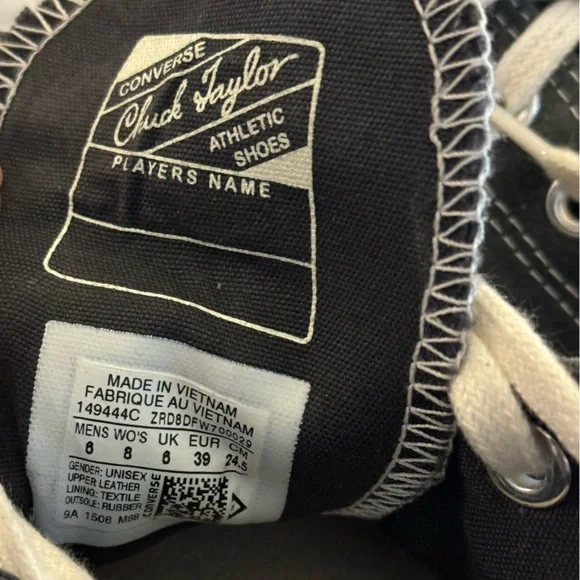 CONVERSE
Chuck Taylor
ATHLETIC
SHOES
PLAYERS NAME
MADE IN VIETNAM
FABRIQUE AU VIETNAM
149444C ZRD8DFW700029
MENS WO'S UK EUR CM
6 8 6 39 24.5
GENDER: UNISEX
UPPER LEATHER
LINING: TEXTILE
OUTSOLE: RUBBER
CONVERSE
9A 1508 M88